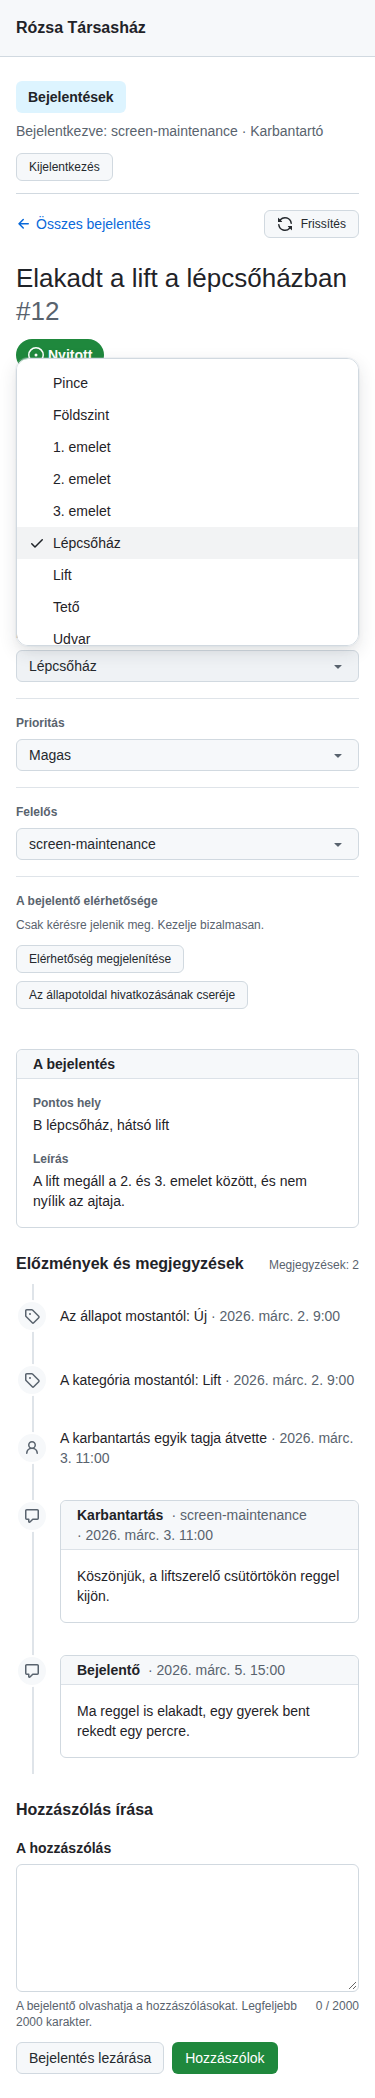 Rózsa Társasház
Bejelentések
Bejelentkezve: screen-maintenance · Karbantartó
Kijelentkezés
← Összes bejelentés
Frissítés
Elakadt a lift a lépcsőházban
#12
Nyitott
Pince
Földszint
1. emelet
2. emelet
3. emelet
Lépcsőház
Lift
Tető
Udvar
Lépcsőház
Prioritás
Magas
Felelős
screen-maintenance
A bejelentő elérhetősége
Csak kérésre jelenik meg. Kezelje bizalmasan.
Elérhetőség megjelenítése
Az állapotoldal hivatkozásának cseréje
A bejelentés
Pontos hely
B lépcsőház, hátsó lift
Leírás
A lift megáll a 2. és 3. emelet között, és nem
nyílik az ajtaja.
Előzmények és megjegyzések
Megjegyzések: 2
Az állapot mostantól: Új · 2026. márc. 2. 9:00
A kategória mostantól: Lift · 2026. márc. 2. 9:00
A karbantartás egyik tagja átvette · 2026. márc.
3. 11:00
Karbantartás · screen-maintenance
· 2026. márc. 3. 11:00
Köszönjük, a liftszerelő csütörtökön reggel
kijön.
Bejelentő · 2026. márc. 5. 15:00
Ma reggel is elakadt, egy gyerek bent
rekedt egy percre.
Hozzászólás írása
A hozzászólás
A bejelentő olvashatja a hozzászólásokat. Legfeljebb
2000 karakter.
0 / 2000
Bejelentés lezárása
Hozzászólok